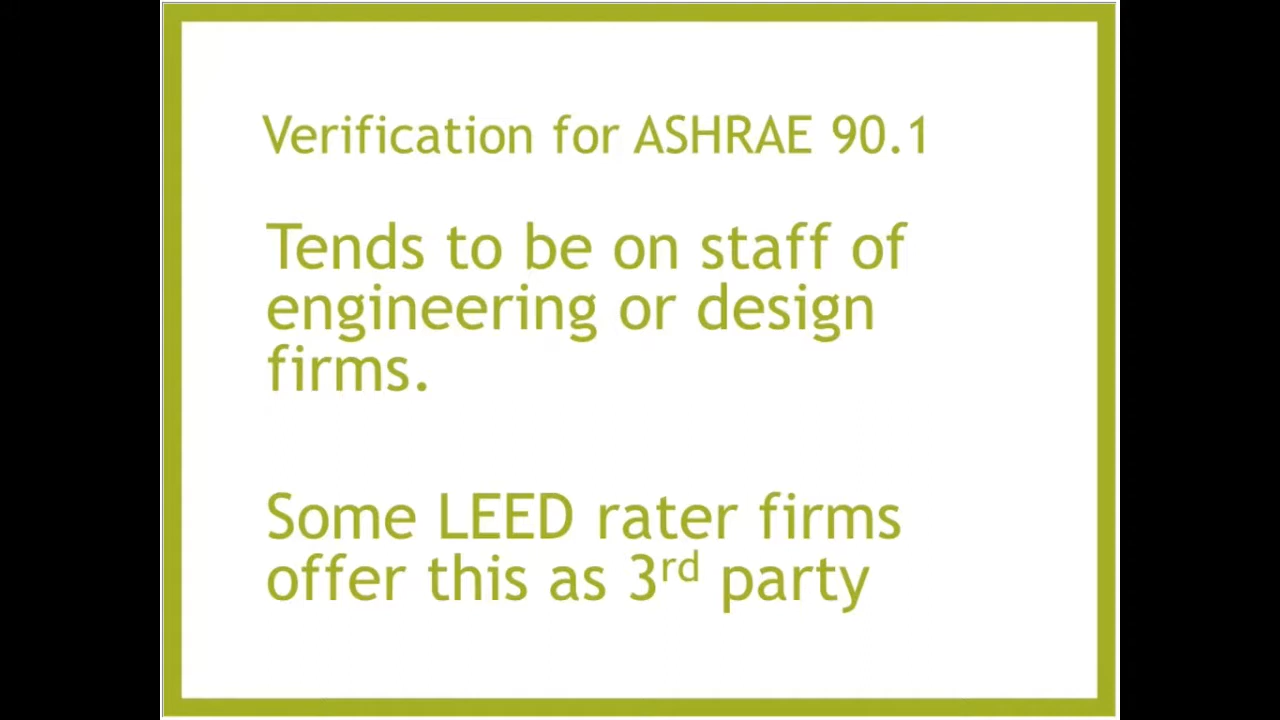 Verification for ASHRAE 90.1
Tends to be on staff of
engineering or design
firms.
Some LEED rater firms
offer this as 3rd party